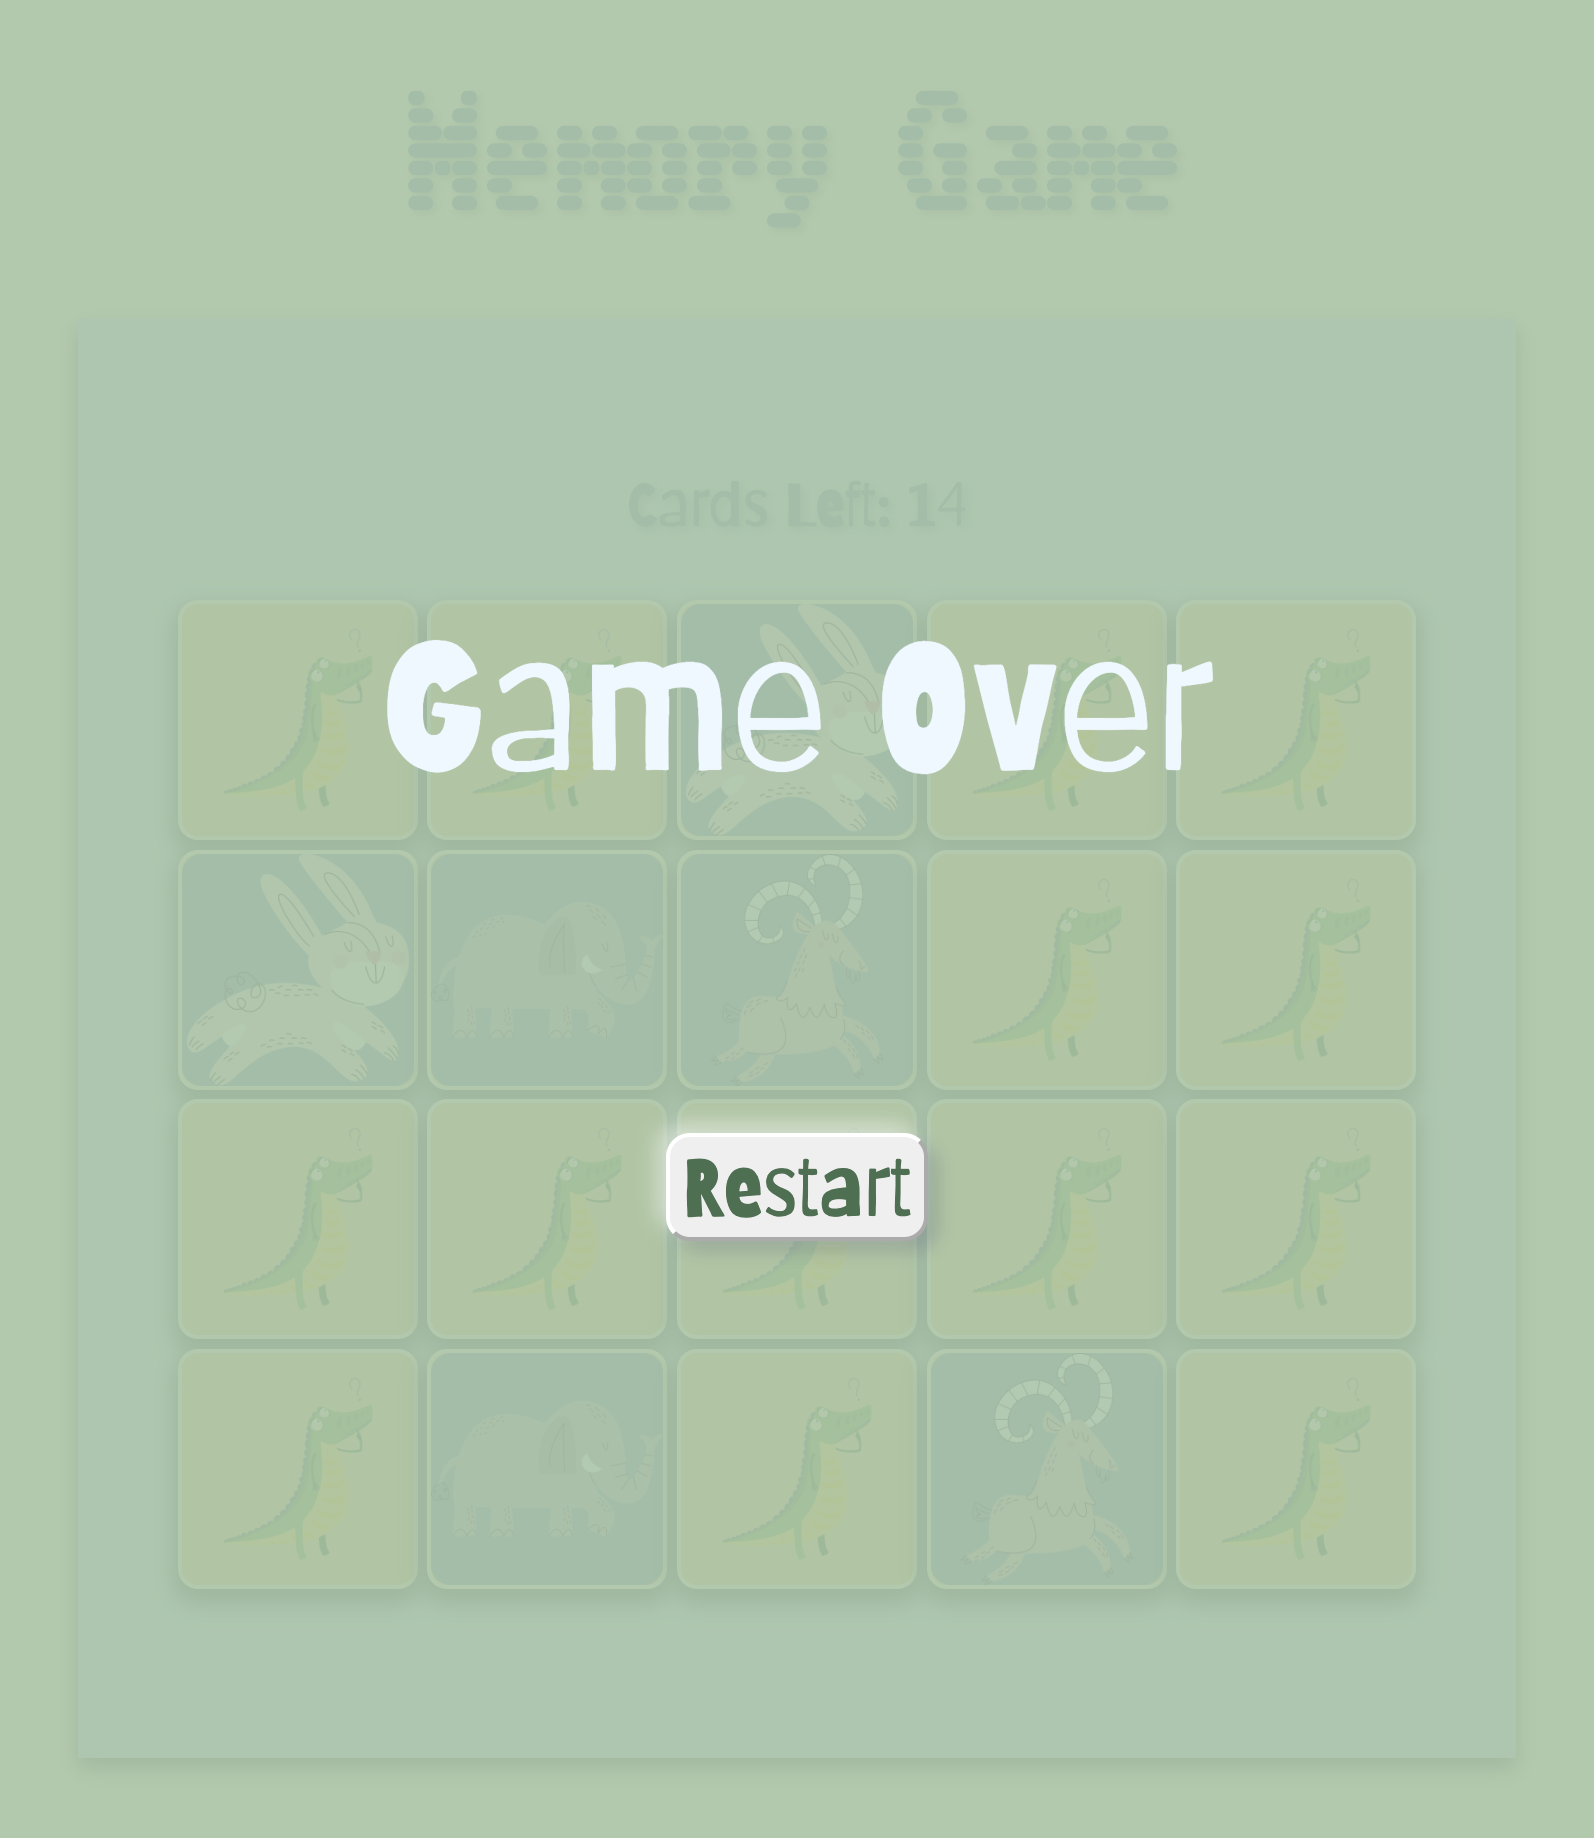 Memory Game
Cards Left: 14
? ? ? ?
Game Over
? ?
? ? ? ?
Restart
? ? ?